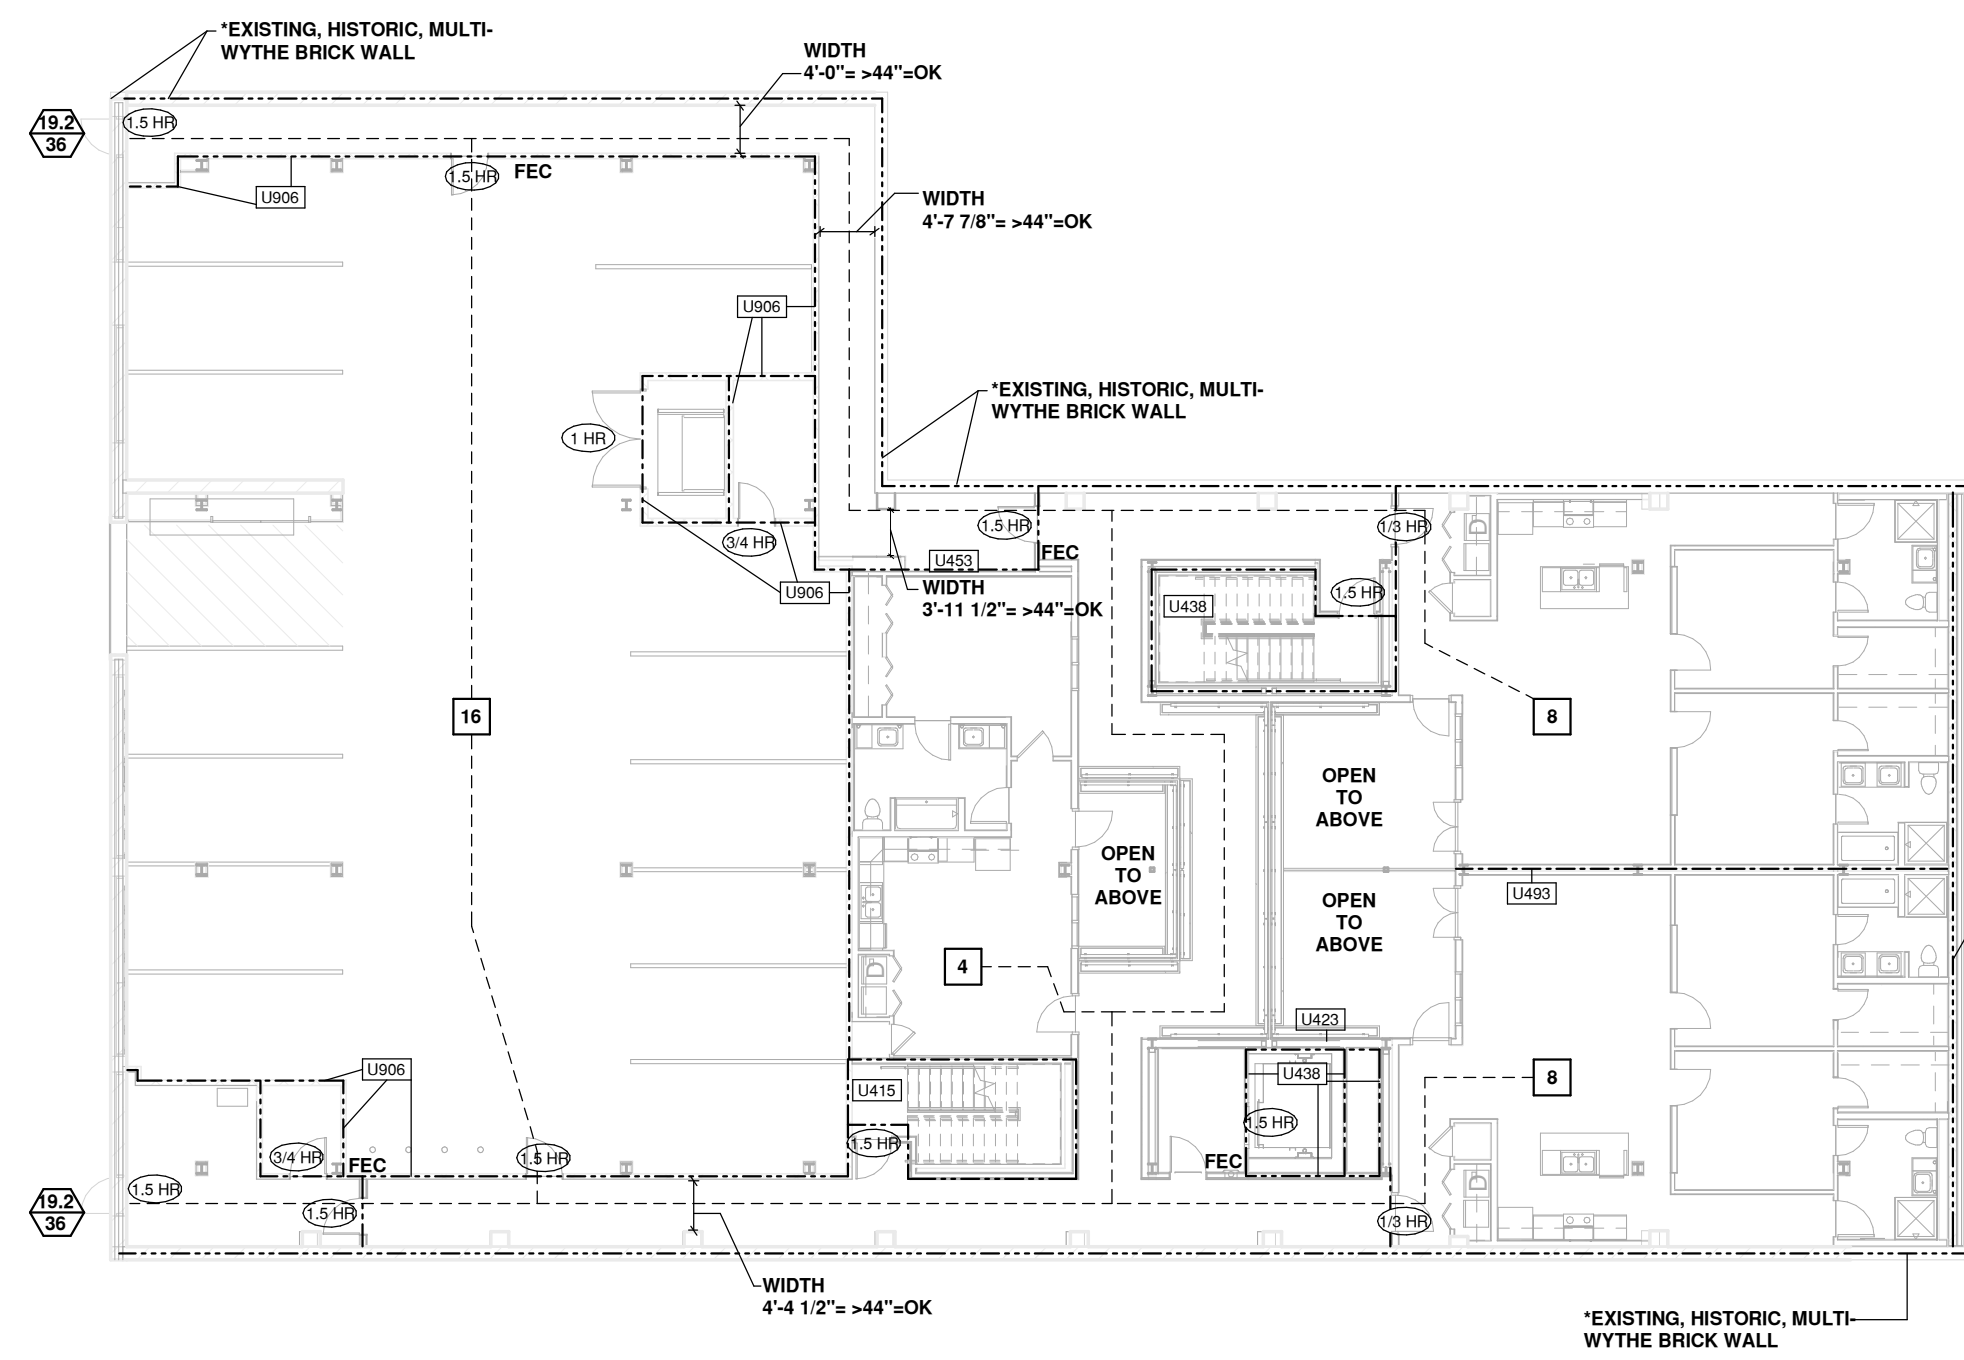 *EXISTING, HISTORIC, MULTI-
WYTHE BRICK WALL
WIDTH
4'-0"= >44"=OK
19.2
36
1.5 HR
U906
1.5 HR
FEC
WIDTH
4'-7 7/8"= >44"=OK
U906
*EXISTING, HISTORIC, MULTI-
WYTHE BRICK WALL
1 HR
3/4 HR
1.5 HR
FEC
1/3 HR
U453
U906
WIDTH
3'-11 1/2"= >44"=OK
U438
1.5 HR
16
8
OPEN
TO
ABOVE
OPEN
TO
ABOVE
U493
OPEN
TO
ABOVE
4
U423
U906
U415
U438
8
1.5 HR
1.5 HR
3/4 HR
FEC
1.5 HR
FEC
1.5 HR
19.2
36
1.5 HR
1/3 HR
WIDTH
4'-4 1/2"= >44"=OK
*EXISTING, HISTORIC, MULTI-
WYTHE BRICK WALL